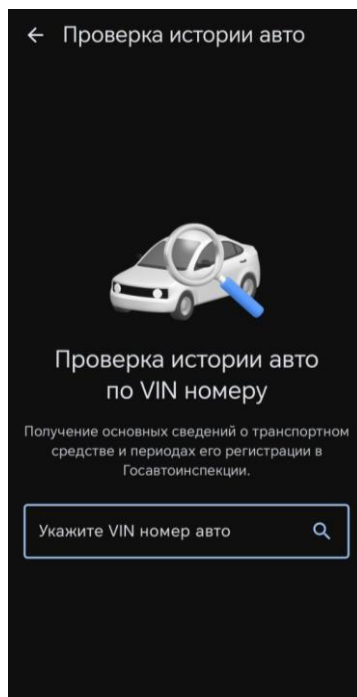 Проверка истории авто
Проверка истории авто
по VIN номеру
Получение основных сведений о транспортном
средстве и периодах его регистрации в
Госавтоинспекции.
Укажите VIN номер авто